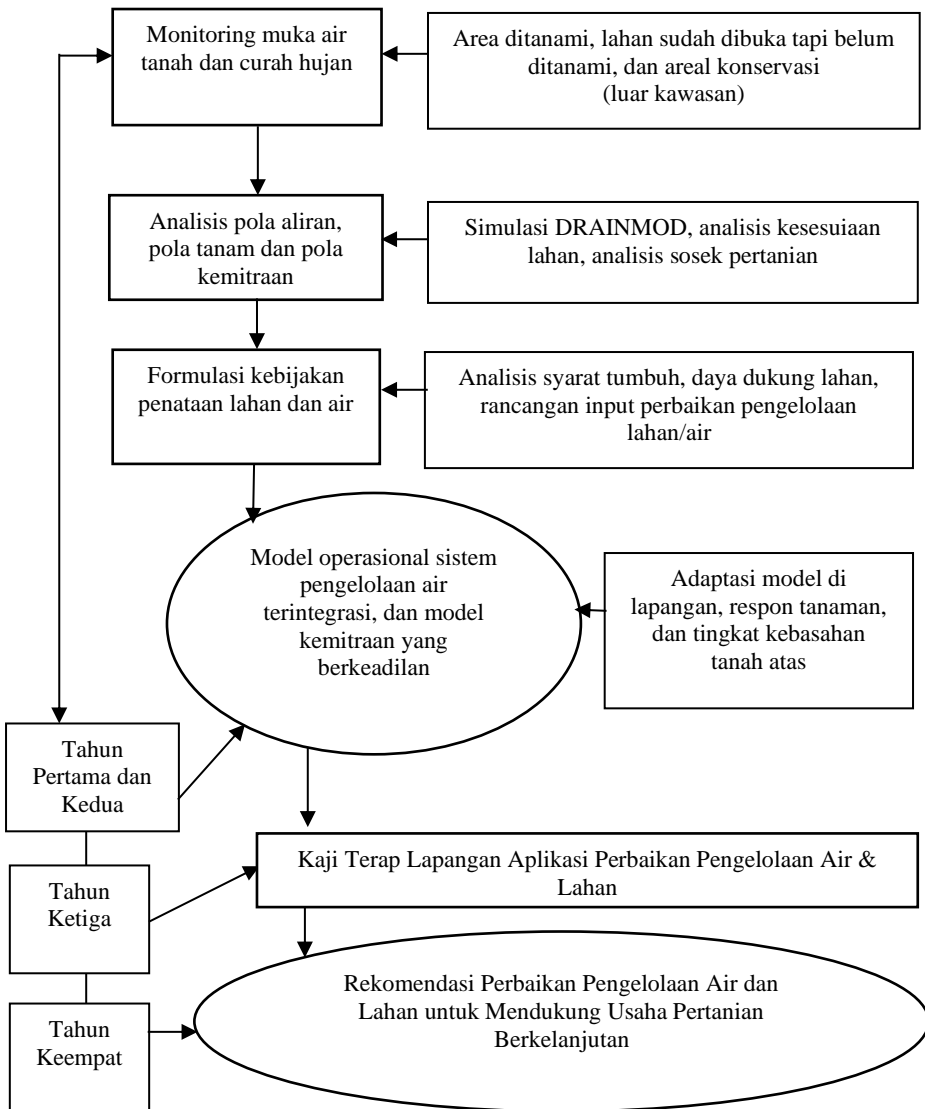 Monitoring muka air
tanah dan curah hujan
Area ditanami, lahan sudah dibuka tapi belum
ditanami, dan areal konservasi
(luar kawasan)
Analisis pola aliran,
pola tanam dan pola
kemitraan
Simulasi DRAINMOD, analisis kesesuiaan
lahan, analisis sosek pertanian
Formulasi kebijakan
penataan lahan dan air
Analisis syarat tumbuh, daya dukung lahan,
rancangan input perbaikan pengelolaan
lahan/air
Model operasional sistem
pengelolaan air
terintegrasi, dan model
kemitraan yang
berkeadilan
Adaptasi model di
lapangan, respon tanaman,
dan tingkat kebasahan
tanah atas
Tahun
Pertama dan
Kedua
Kaji Terap Lapangan Aplikasi Perbaikan Pengelolaan Air &
Lahan
Tahun
Ketiga
Rekomendasi Perbaikan Pengelolaan Air dan
Lahan untuk Mendukung Usaha Pertanian
Berkelanjutan
Tahun
Keempat